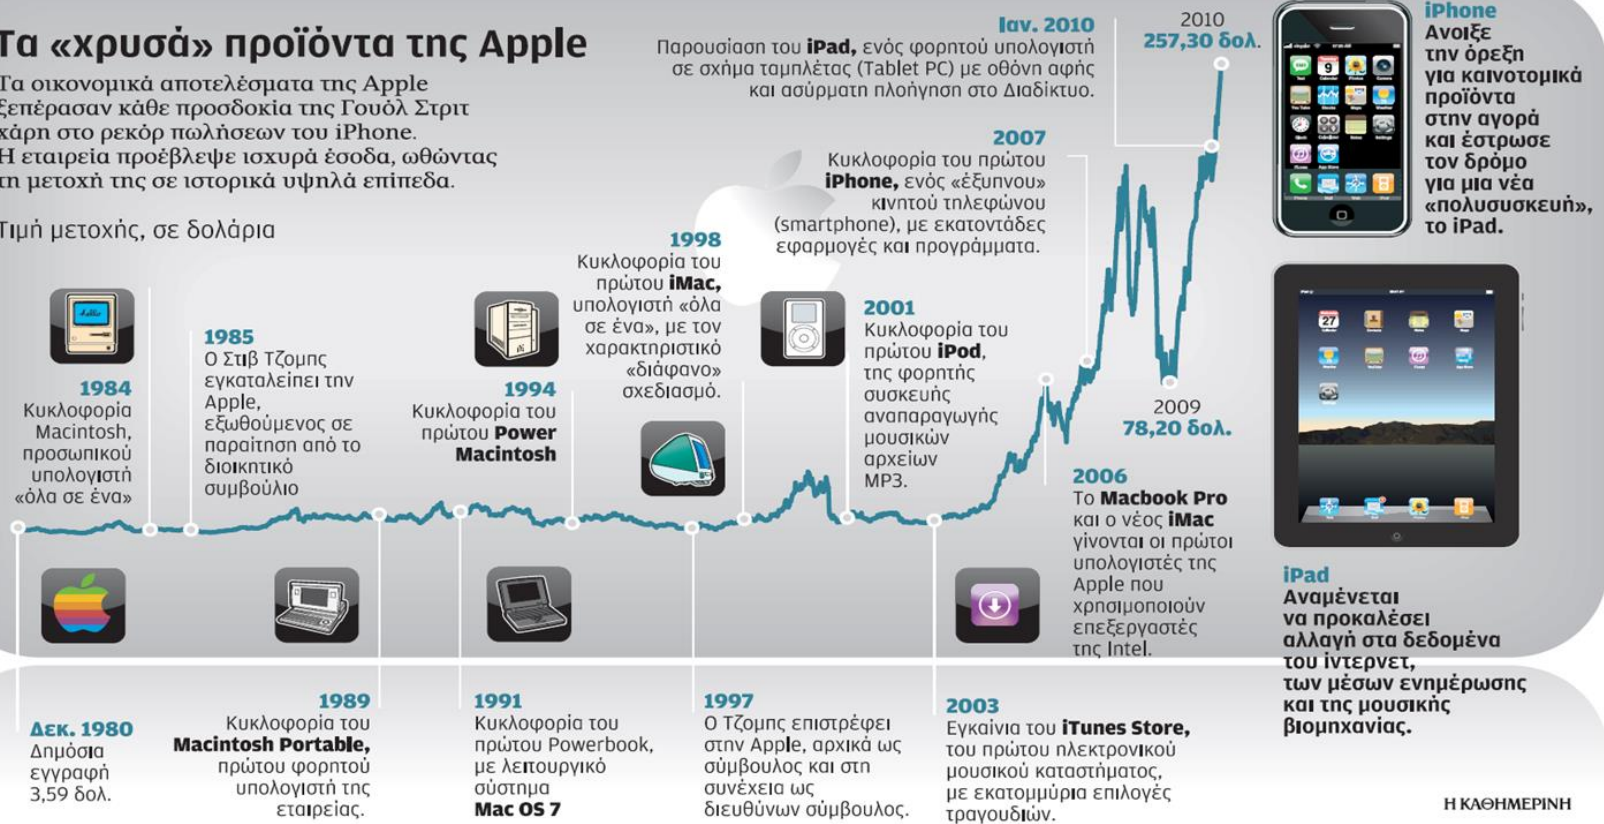 Τα «χρυσά» προϊόντα της Apple
Τα οικονομικά αποτελέσματα της Apple
ξεπέρασαν κάθε προσδοκία της Γουόλ Στριτ
χάρη στο ρεκόρ πωλήσεων του iPhone.
Η εταιρεία προέβλεψε ισχυρά έσοδα, ωθώντας
τη μετοχή της σε ιστορικά υψηλά επίπεδα.
Τιμή μετοχής, σε δολάρια
Δεκ. 1980
Δημόσια
εγγραφή
3,59 δολ.
1984
Κυκλοφορία
Macintosh,
προσωπικού
υπολογιστή
«όλα σε ένα»
1985
Ο Στιβ Τζομπς
εγκαταλείπει την
Apple,
εξωθούμενος σε
παραίτηση από το
διοικητικό
συμβούλιο
1989
Κυκλοφορία του
Macintosh Portable,
πρώτου φορητού
υπολογιστή της
εταιρείας.
1991
Κυκλοφορία του
πρώτου Powerbook,
με λειτουργικό
σύστημα
Mac OS 7
1994
Κυκλοφορία του
πρώτου Power
Macintosh
1997
Ο Τζομπς επιστρέφει
στην Apple, αρχικά ως
σύμβουλος και στη
συνέχεια ως
διευθύνων σύμβουλος.
1998
Κυκλοφορία του
πρώτου iMac,
υπολογιστή «όλα
σε ένα», με τον
χαρακτηριστικό
«διάφανο»
σχεδιασμό.
2001
Κυκλοφορία του
πρώτου iPod,
της φορητής
συσκευής
αναπαραγωγής
μουσικών
αρχείων
MP3.
2003
Εγκαίνια του iTunes Store,
του πρώτου ηλεκτρονικού
μουσικού καταστήματος,
με εκατομμύρια επιλογές
τραγουδιών.
2006
Το Macbook Pro
και ο νέος iMac
γίνονται οι πρώτοι
υπολογιστές της
Apple που
χρησιμοποιούν
επεξεργαστές
της Intel.
2007
Κυκλοφορία του πρώτου
iPhone, ενός «έξυπνου»
κινητού τηλεφώνου
(smartphone), με εκατοντάδες
εφαρμογές και προγράμματα.
2009
78,20 δολ.
Ιαν. 2010
Παρουσίαση του iPad, ενός φορητού υπολογιστή
σε σχήμα ταμπλέτας (Tablet PC) με οθόνη αφής
και ασύρματη πλοήγηση στο Διαδίκτυο.
2010
257,30 δολ.
iPhone
Ανοιξε
την όρεξη
για καινοτομικά
προϊόντα
στην αγορά
και έστρωσε
τον δρόμο
για μια νέα
«πολυσυσκευή»,
το iPad.
iPad
Αναμένεται
να προκαλέσει
αλλαγή στα δεδομένα
του ίντερνετ,
των μέσων ενημέρωσης
και της μουσικής
βιομηχανίας.
Η ΚΑΘΗΜΕΡΙΝΗ
9
27